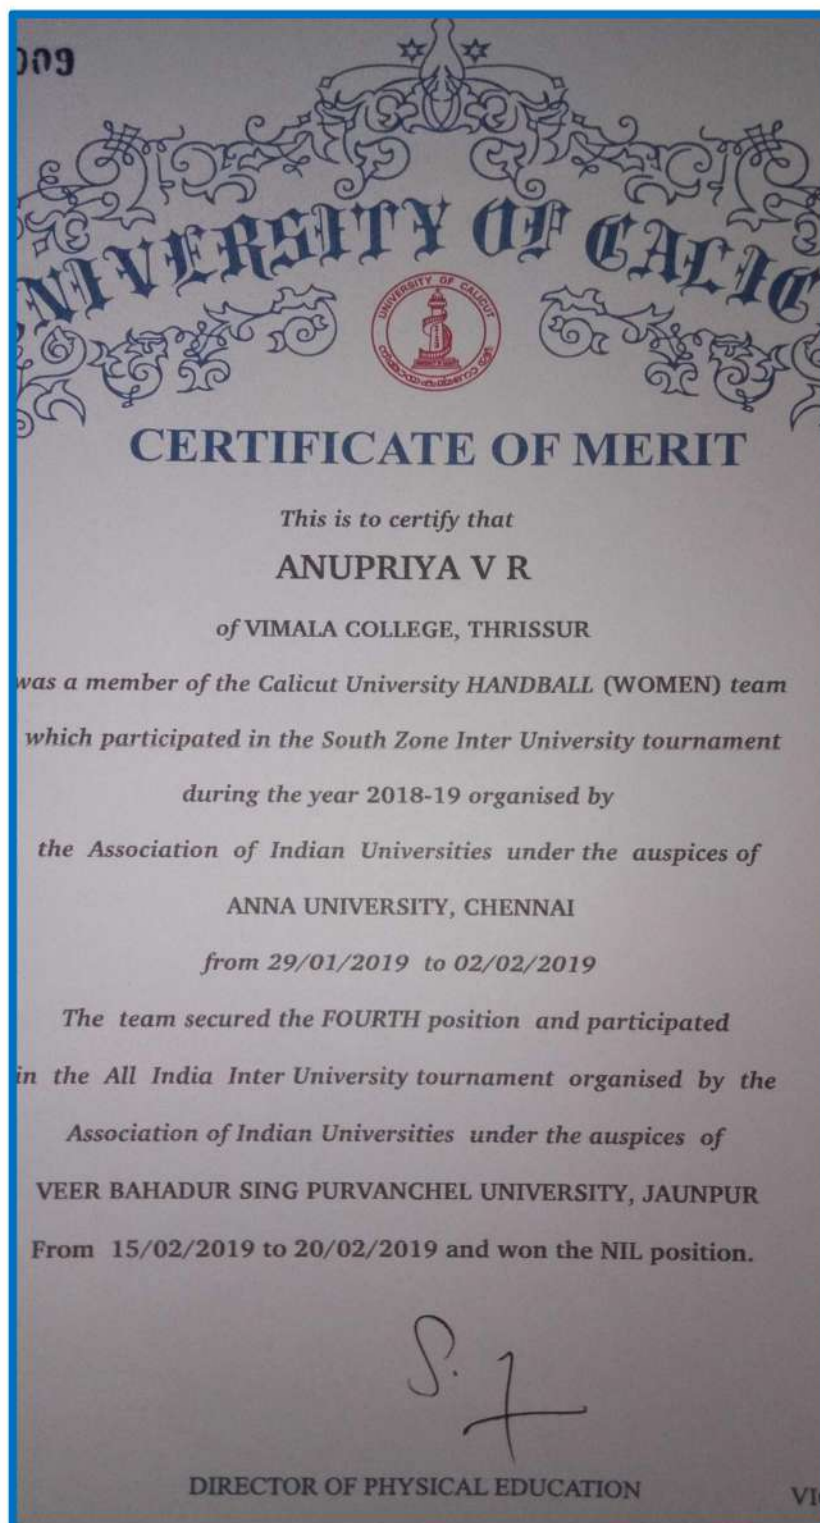 009
UNIVERSITY OF CALIC
UNIVERSITY OF CALICUT
CERTIFICATE OF MERIT
This is to certify that
ANUPRIYA V R
of VIMALA COLLEGE, THRISSUR
was a member of the Calicut University HANDBALL (WOMEN) team
which participated in the South Zone Inter University tournament
during the year 2018-19 organised by
the Association of Indian Universities under the auspices of
ANNA UNIVERSITY, CHENNAI
from 29/01/2019 to 02/02/2019
The team secured the FOURTH position and participated
in the All India Inter University tournament organised by the
Association of Indian Universities under the auspices of
VEER BAHADUR SING PURVANCHEL UNIVERSITY, JAUNPUR
From 15/02/2019 to 20/02/2019 and won the NIL position.
DIRECTOR OF PHYSICAL EDUCATION